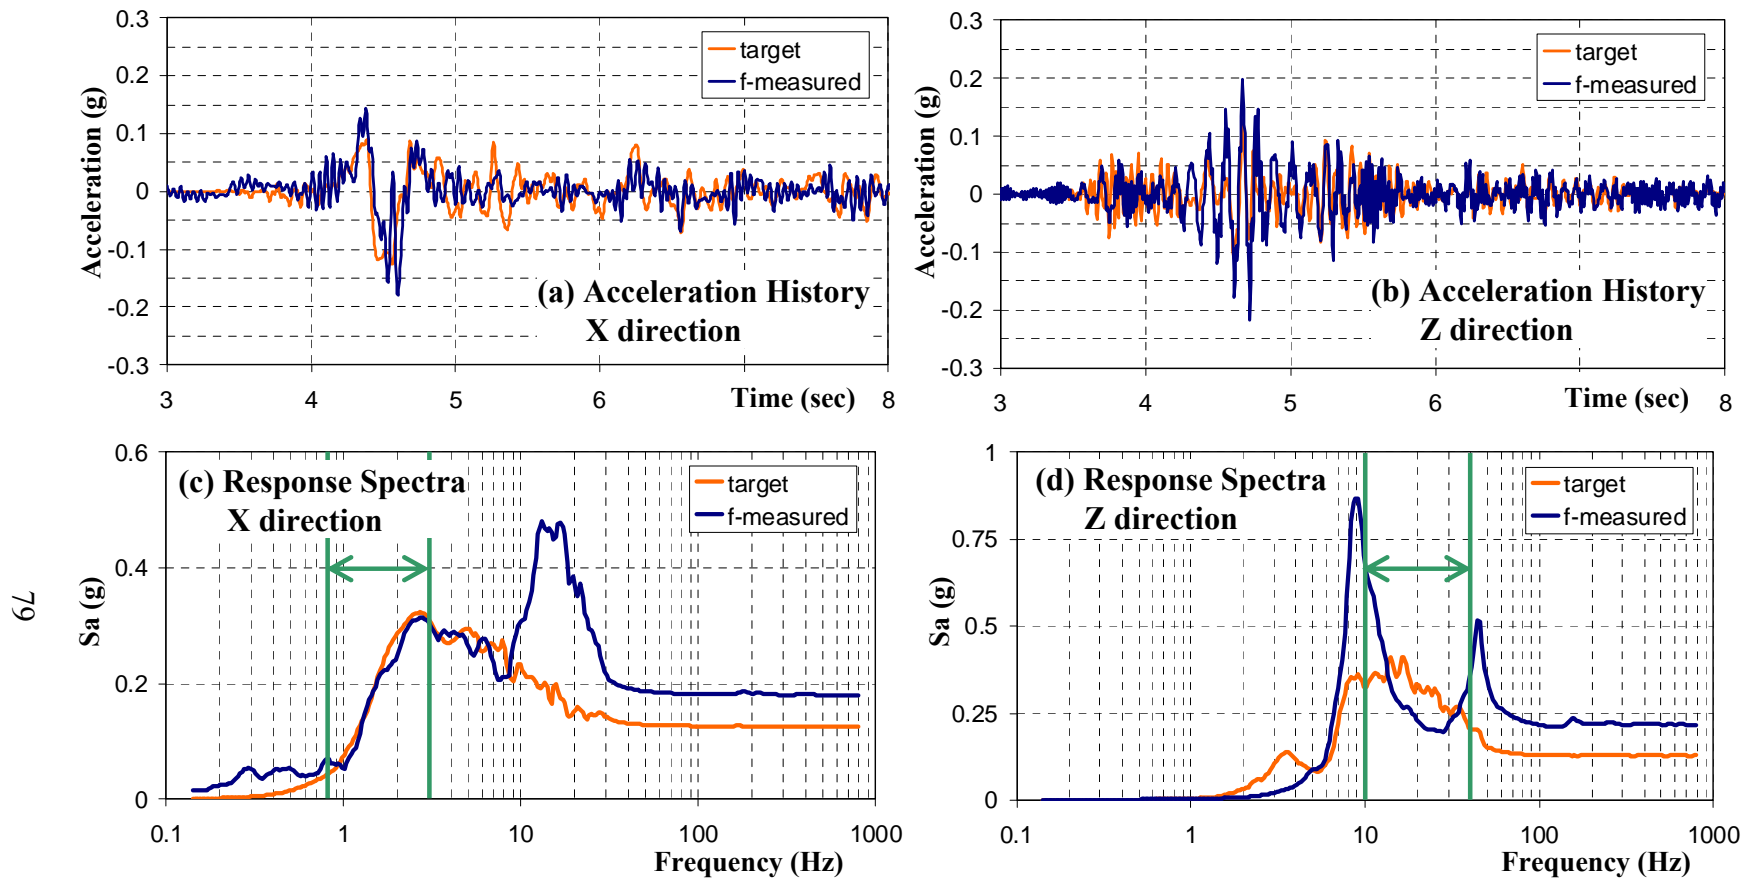 0.3
0.2
0.1
0
-0.1
-0.2
-0.3
Acceleration (g)
target
f-measured
(a) Acceleration History
X direction
3
4
5
6
Time (sec)
8
0.3
0.2
0.1
0
-0.1
-0.2
-0.3
Acceleration (g)
target
f-measured
(b) Acceleration History
Z direction
3
4
5
6
Time (sec)
8
79
0.6
0.4
0.2
0
Sa (g)
(c) Response Spectra
X direction
target
f-measured
0.1
1
10
100
1000
Frequency (Hz)
1
0.75
0.5
0.25
0
Sa (g)
(d) Response Spectra
Z direction
target
f-measured
0.1
1
10
100
1000
Frequency (Hz)